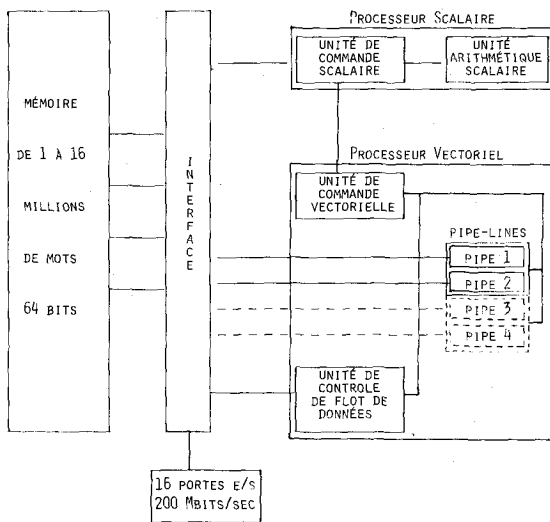 MÉMOIRE
DE 1 À 16
MILLIONS
DE MOTS
64 BITS
INTERFACE
16 PORTES E/S
200 MBITS/SEC
PROCESSEUR SCALAIRE
UNITÉ DE
COMMANDE
SCALAIRE
UNITÉ
ARITHMÉTIQUE
SCALAIRE
PROCESSEUR VECTORIEL
UNITÉ DE
COMMANDE
VECTORIELLE
PIPE-LINES
PIPE 1
PIPE 2
PIPE 3
PIPE 4
UNITÉ DE
CONTROLE
DE FLOT DE
DONNÉES